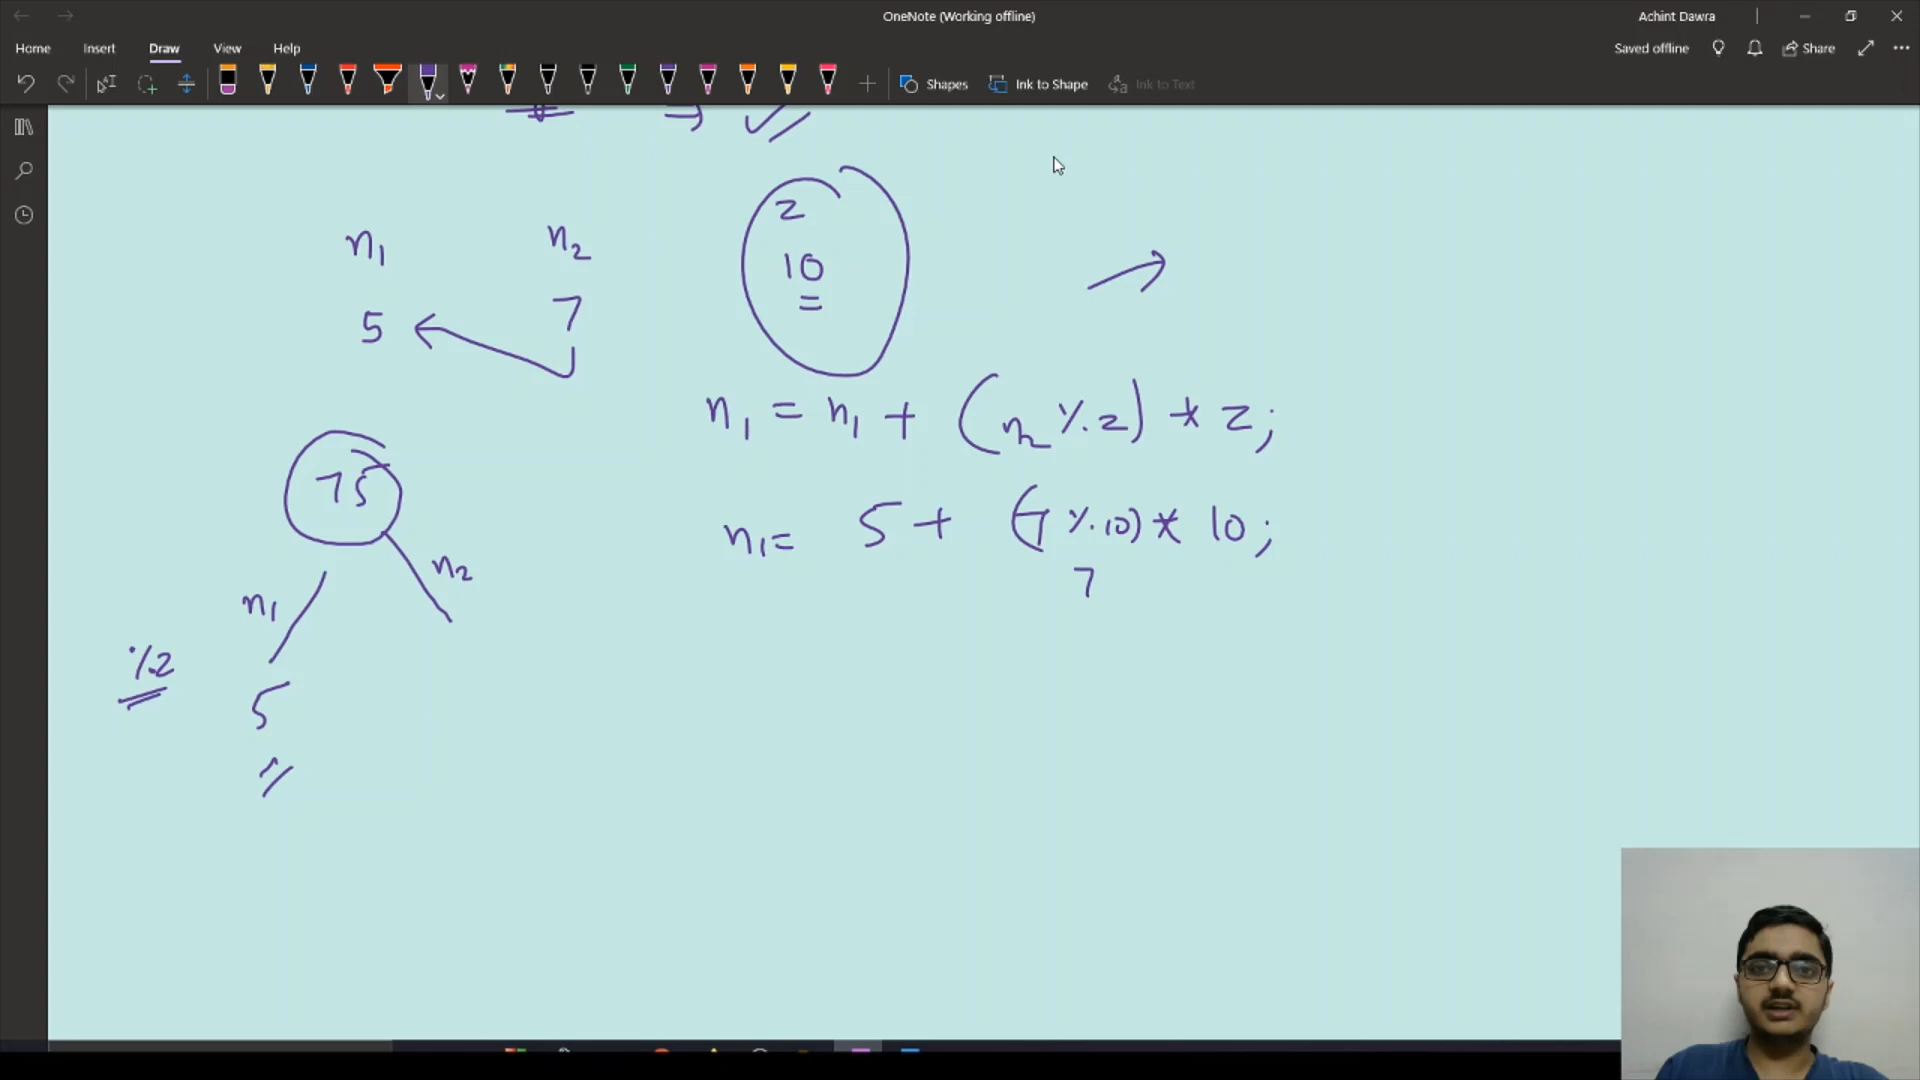 OneNote (Working offline)
Achint Dawra
Home Insert Draw View Help
Saved offline Share
Shapes Ink to Shape Ink to Text
z
n1 n2
10
5 7
n1 = n1 + (n2 % z) * z;
75
n1 = 5 + (7 % 10) * 10;
n2
7
n1
% z
5